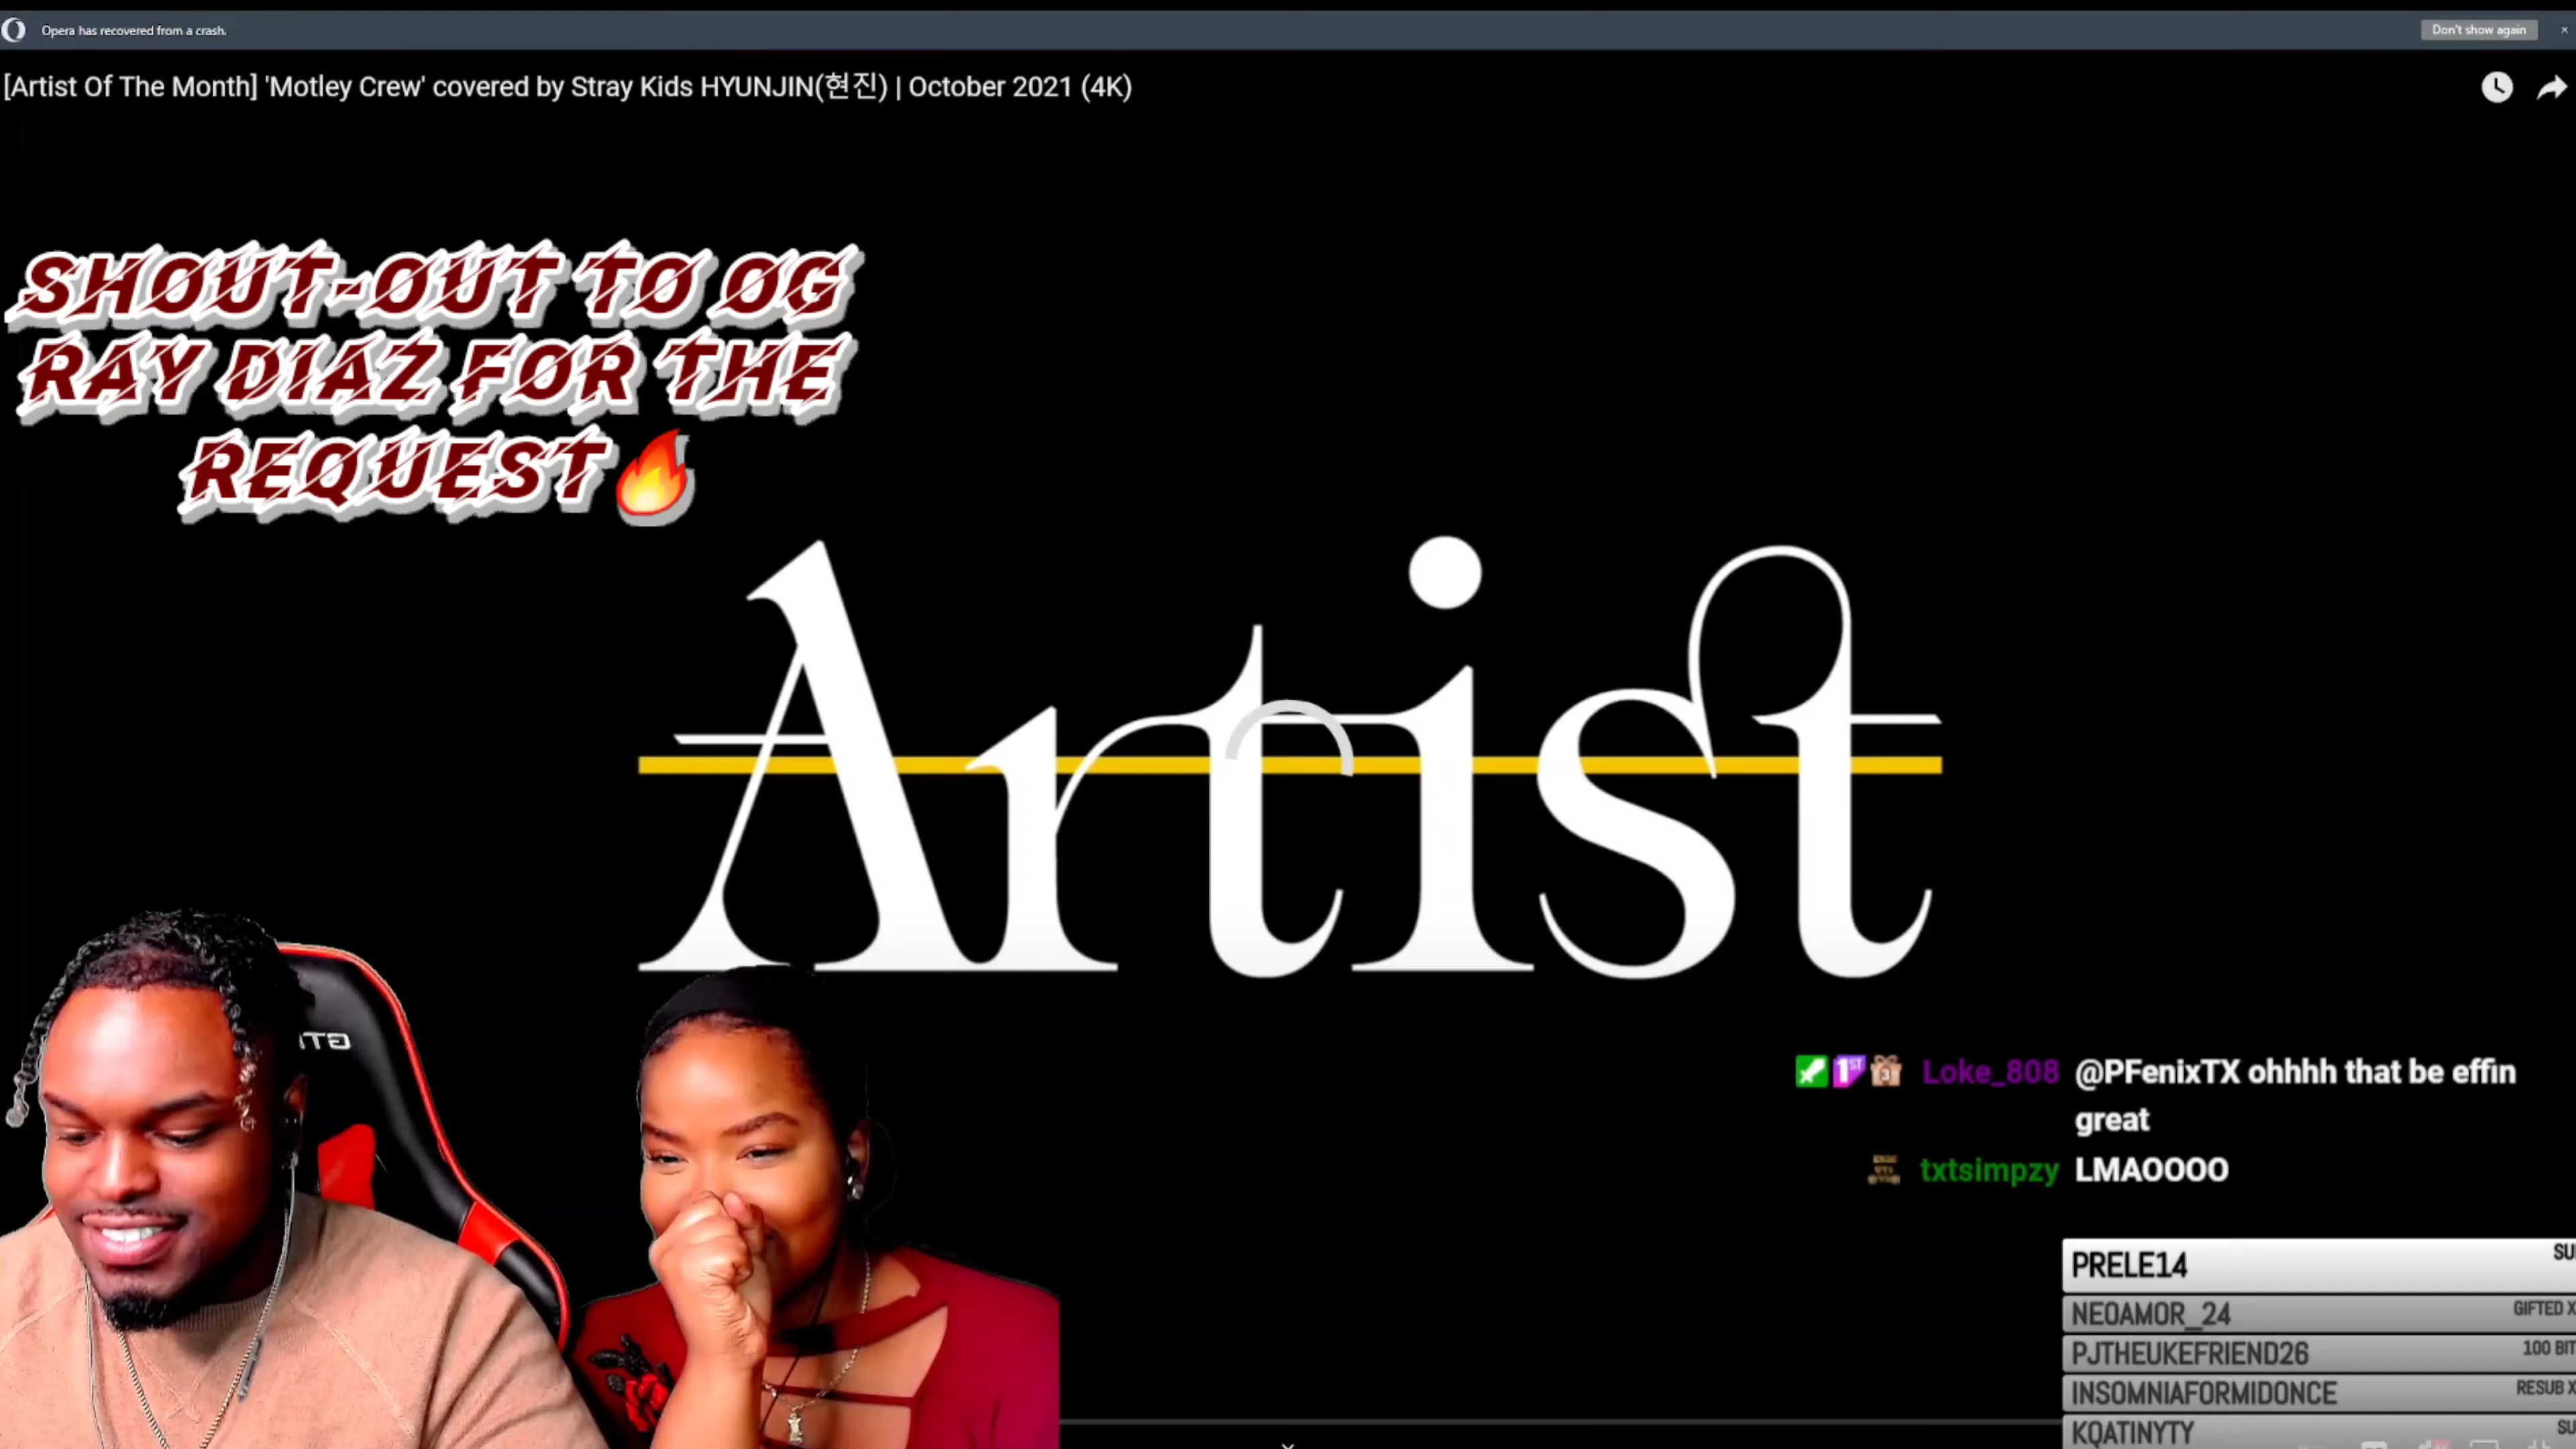 Opera has recovered from a crash.
Don't show again
[Artist Of The Month] 'Motley Crew' covered by Stray Kids HYUNJIN(현진) | October 2021 (4K)
SHOUT-OUT TO OG
RAY DIAZ FOR THE
REQUEST🔥
Artist
Loke_808 @PFenixTX ohhhh that be effin
great
txtsimpzy LMAOOOO
PRELE14 SU
NEOAMOR_24 GIFTED X
PJTHEUKEFRIEND26 100 BIT
INSOMNIAFORMIDONCE RESUB X
KQATINYTY SU